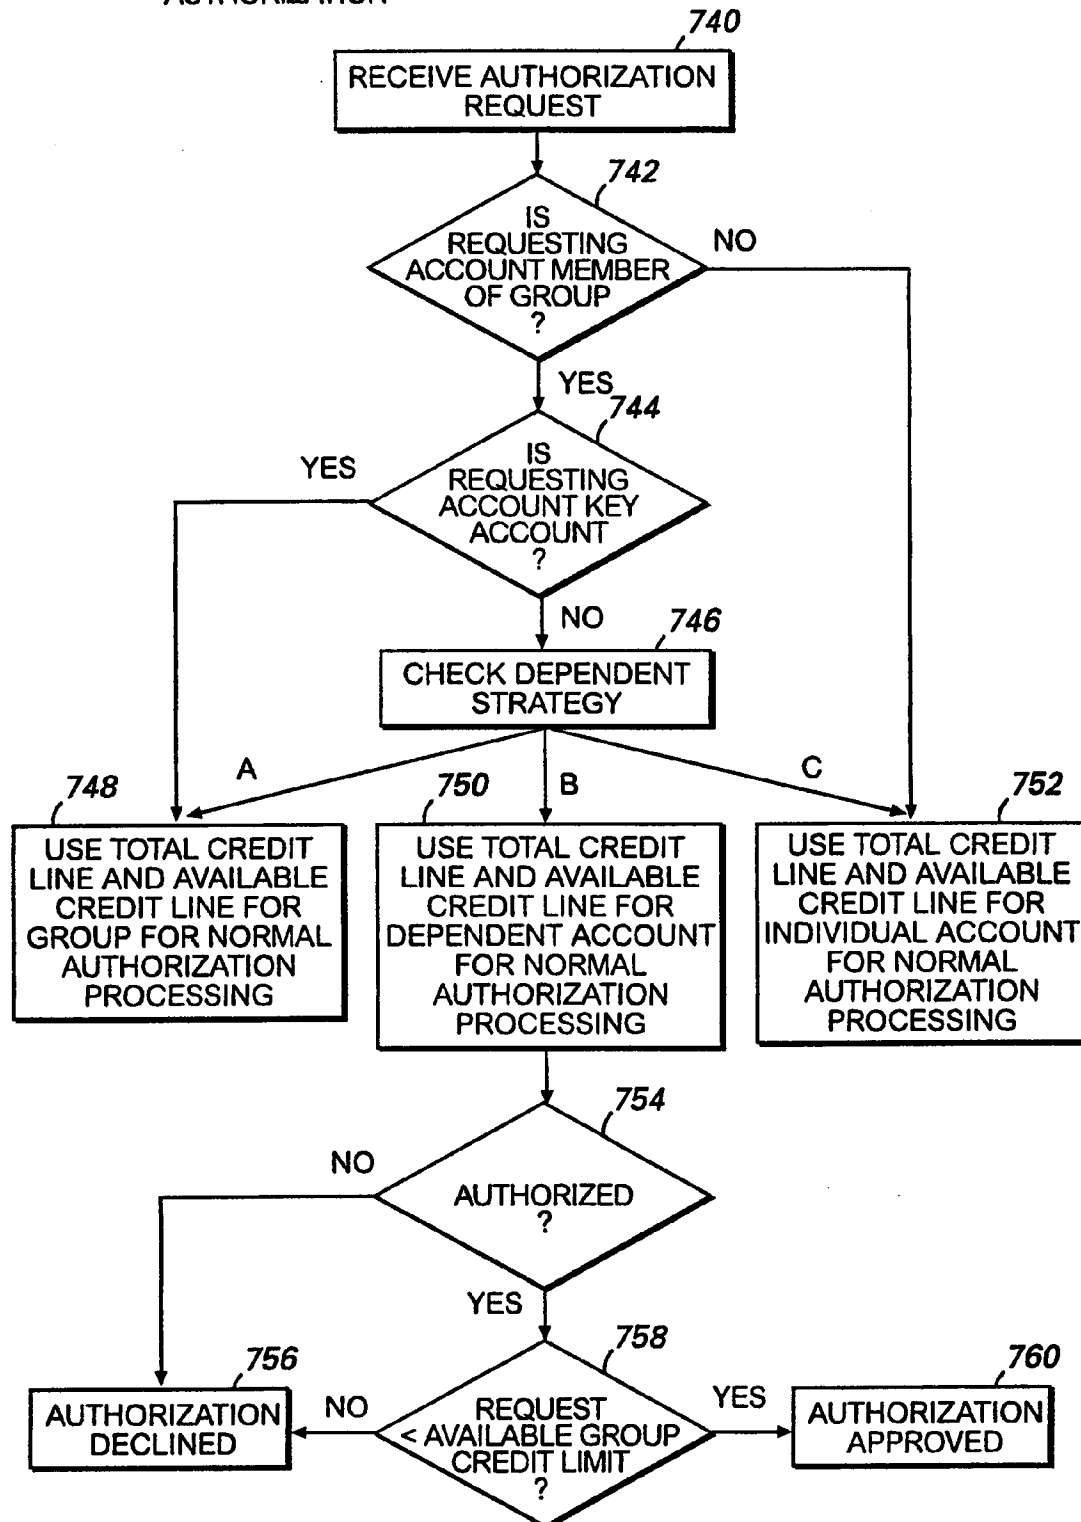 AUTHORIZATION
740
RECEIVE AUTHORIZATION
REQUEST
742
IS
REQUESTING
ACCOUNT MEMBER
OF GROUP
?
NO
YES
744
IS
REQUESTING
ACCOUNT KEY
ACCOUNT
?
YES
NO
746
CHECK DEPENDENT
STRATEGY
A
B
C
748
USE TOTAL CREDIT
LINE AND AVAILABLE
CREDIT LINE FOR
GROUP FOR NORMAL
AUTHORIZATION
PROCESSING
750
USE TOTAL CREDIT
LINE AND AVAILABLE
CREDIT LINE FOR
DEPENDENT ACCOUNT
FOR NORMAL
AUTHORIZATION
PROCESSING
752
USE TOTAL CREDIT
LINE AND AVAILABLE
CREDIT LINE FOR
INDIVIDUAL ACCOUNT
FOR NORMAL
AUTHORIZATION
PROCESSING
754
AUTHORIZED
?
NO
YES
756
AUTHORIZATION
DECLINED
758
REQUEST
< AVAILABLE GROUP
CREDIT LIMIT
?
NO
YES
760
AUTHORIZATION
APPROVED